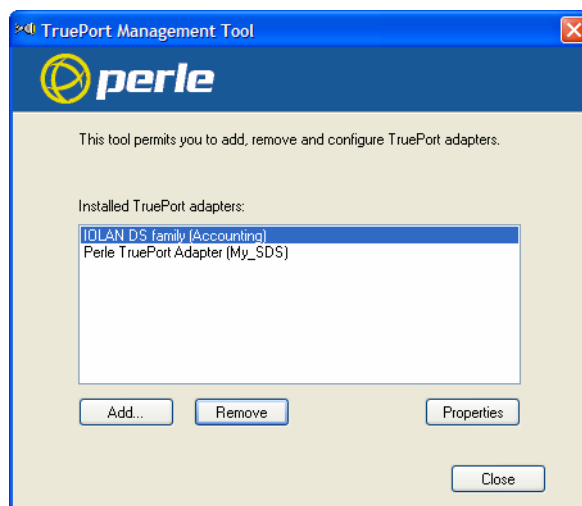 TruePort Management Tool
perle
This tool permits you to add, remove and configure TruePort adapters.
Installed TruePort adapters:
IOLAN DS family (Accounting)
Perle TruePort Adapter (My_SDS)
Add... Remove Properties
Close